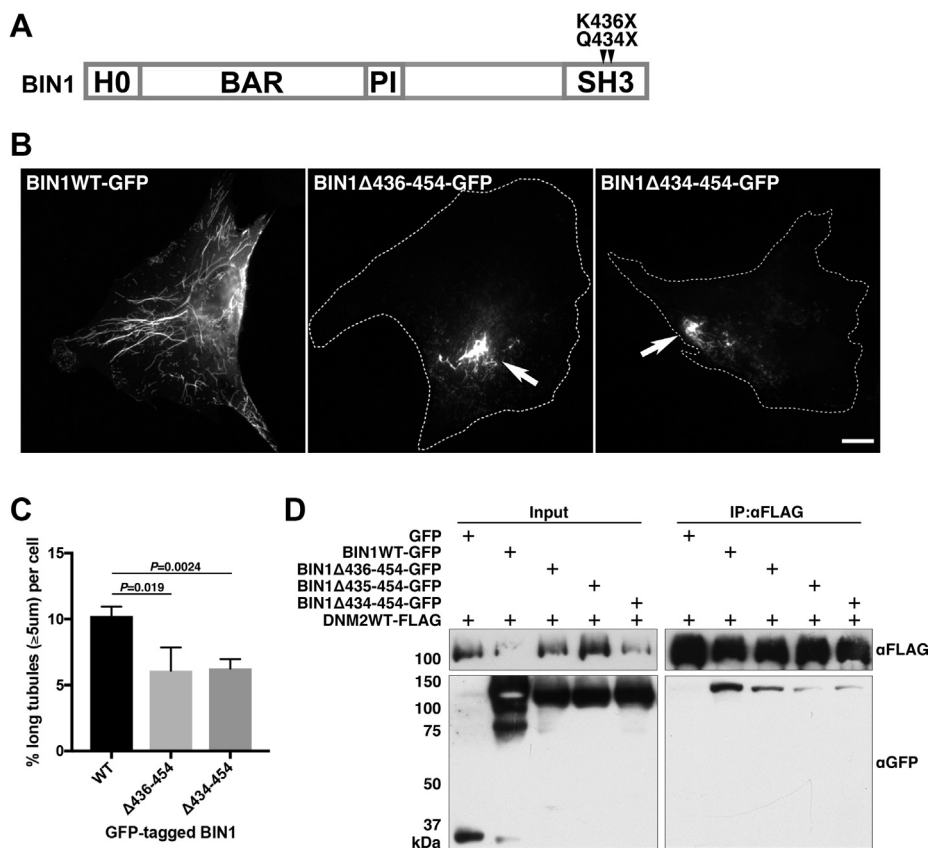 A
K436X
Q434X
BIN1 H0 BAR PI SH3
B
BIN1WT-GFP BIN1Δ436-454-GFP BIN1Δ434-454-GFP
C
% long tubules (≥5um) per cell
15
10
5
0
P=0.0024
P=0.019
WT Δ436-454 Δ434-454
GFP-tagged BIN1
D
Input IP:αFLAG
GFP + +
BIN1WT-GFP + +
BIN1Δ436-454-GFP + +
BIN1Δ435-454-GFP + +
BIN1Δ434-454-GFP + +
DNM2WT-FLAG + + + + + + + + + +
100 αFLAG
150
100
75
αGFP
50
37
kDa